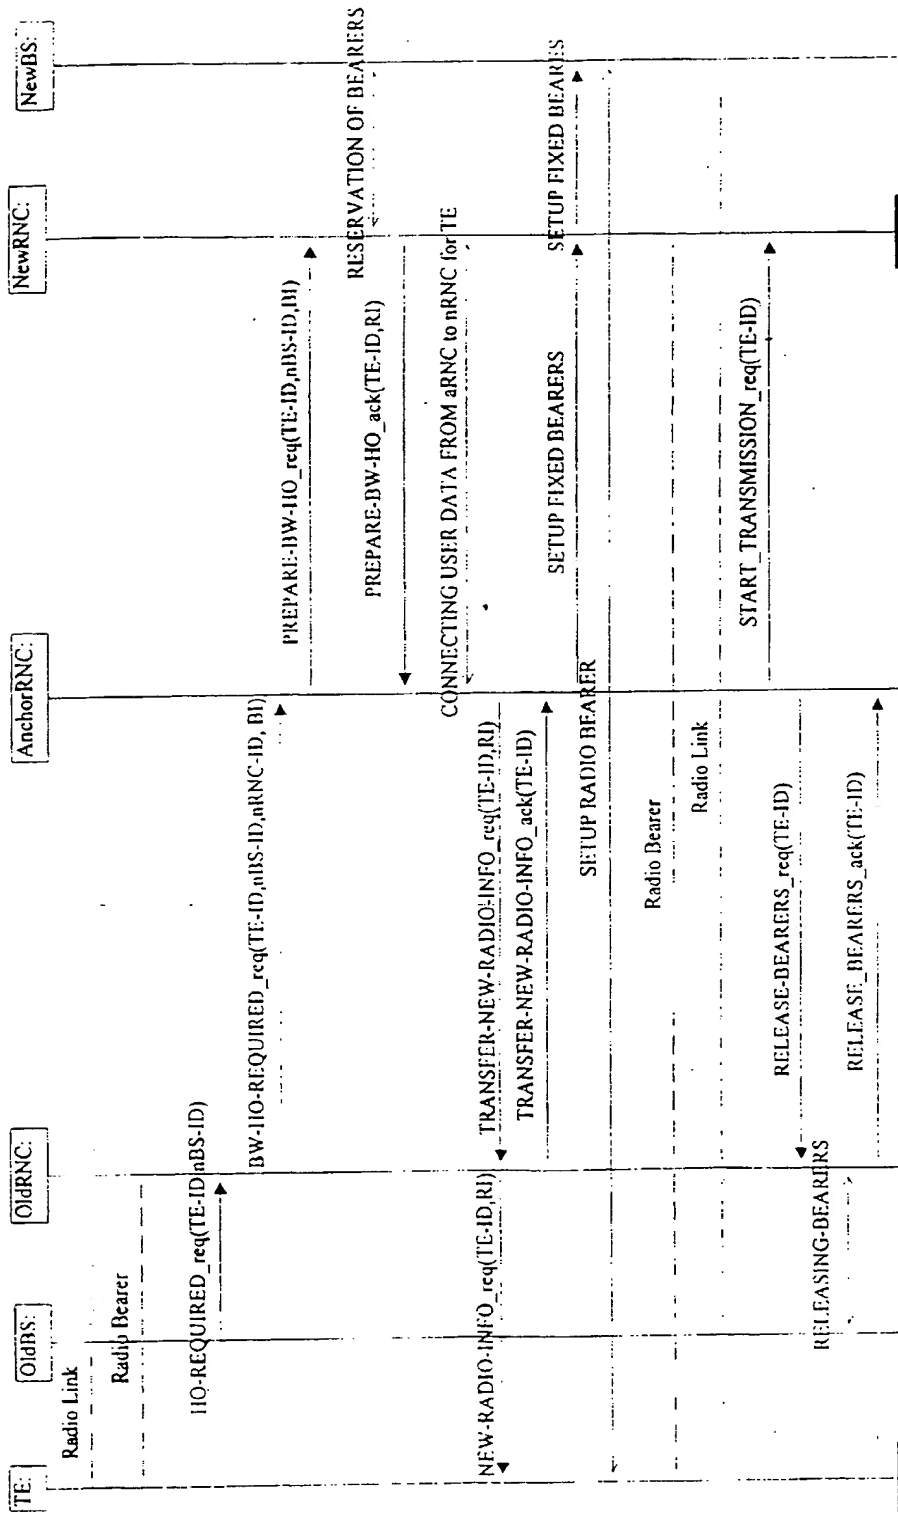 TE:
OldBS:
OldRNC:
AnchorRNC:
NewRNC:
NewBS:
Radio Link
Radio Bearer
HO-REQUIRED_req(TE-ID,nBS-ID)
BW-HO-REQUIRED_req(TE-ID,nBS-ID,nRNC-ID, BI)
PREPARE-BW-HO_req(TE-ID,nBS-ID,BI)
RESERVATION OF BEARERS
PREPARE-BW-HO_ack(TE-ID,RI)
CONNECTING USER DATA FROM aRNC to nRNC for TE
NEW-RADIO-INFO_req(TE-ID,RI)
TRANSFER-NEW-RADIO-INFO_req(TE-ID,RI)
TRANSFER-NEW-RADIO-INFO_ack(TE-ID)
SETUP FIXED BEARERS
SETUP FIXED BEARES
SETUP RADIO BEARER
Radio Bearer
Radio Link
START_TRANSMISSION_req(TE-ID)
RELEASE-BEARERS_req(TE-ID)
RELEASING-BEARERS
RELEASE_BEARERS_ack(TE-ID)